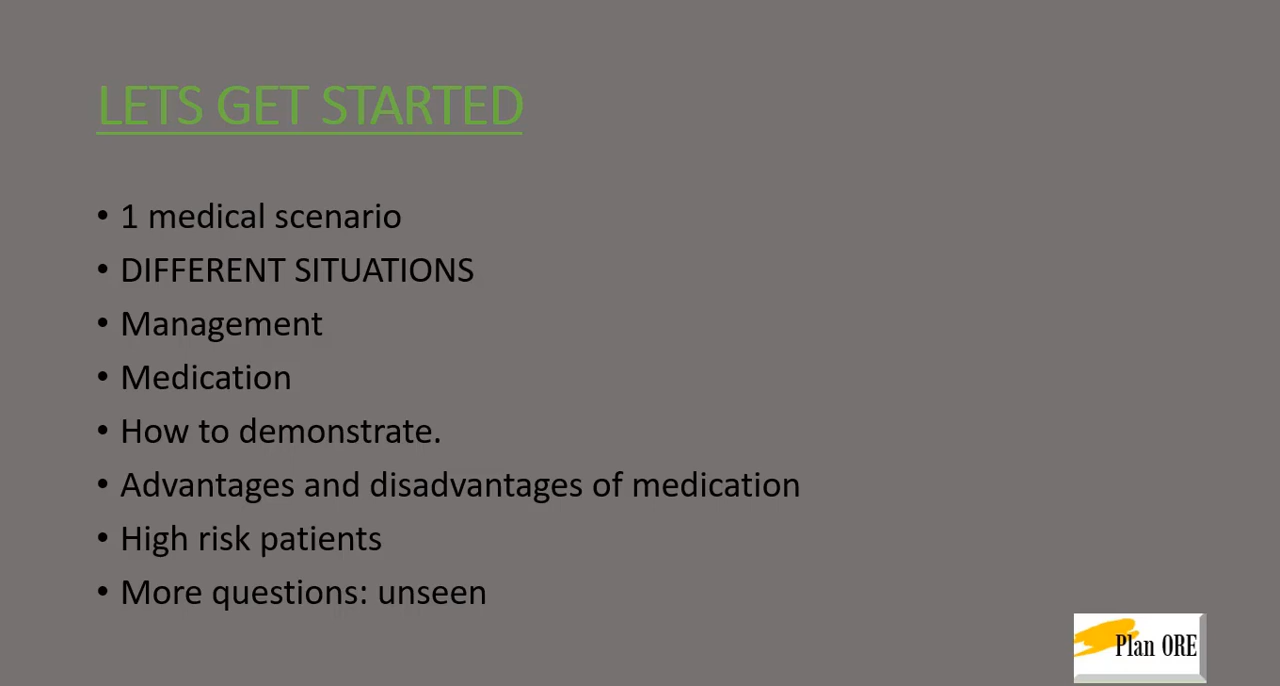 LETS GET STARTED
• 1 medical scenario
• DIFFERENT SITUATIONS
• Management
• Medication
• How to demonstrate.
• Advantages and disadvantages of medication
• High risk patients
• More questions: unseen
Plan ORE